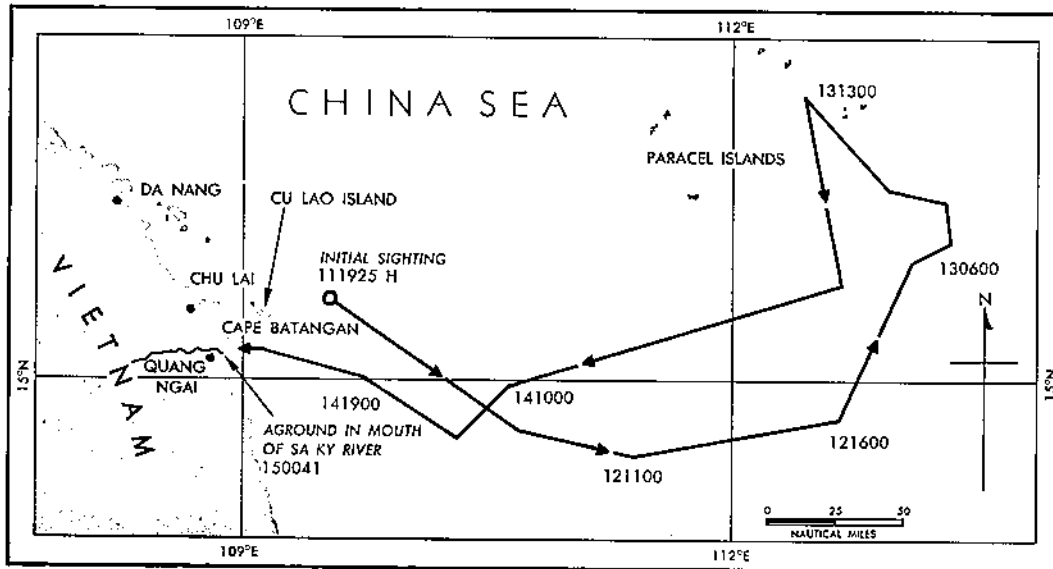 109°E
112°E
CHINA SEA
131300
PARACEL ISLANDS
DA NANG
CU LAO ISLAND
INITIAL SIGHTING
111925 H
CHU LAI
130600
N
VIETNAM
CAPE BATANGAN
QUANG
NGAI
15°N
15°N
141900
141000
121600
AGROUND IN MOUTH
OF SA KY RIVER
150041
121100
0 25 50
NAUTICAL MILES
109°E
112°E